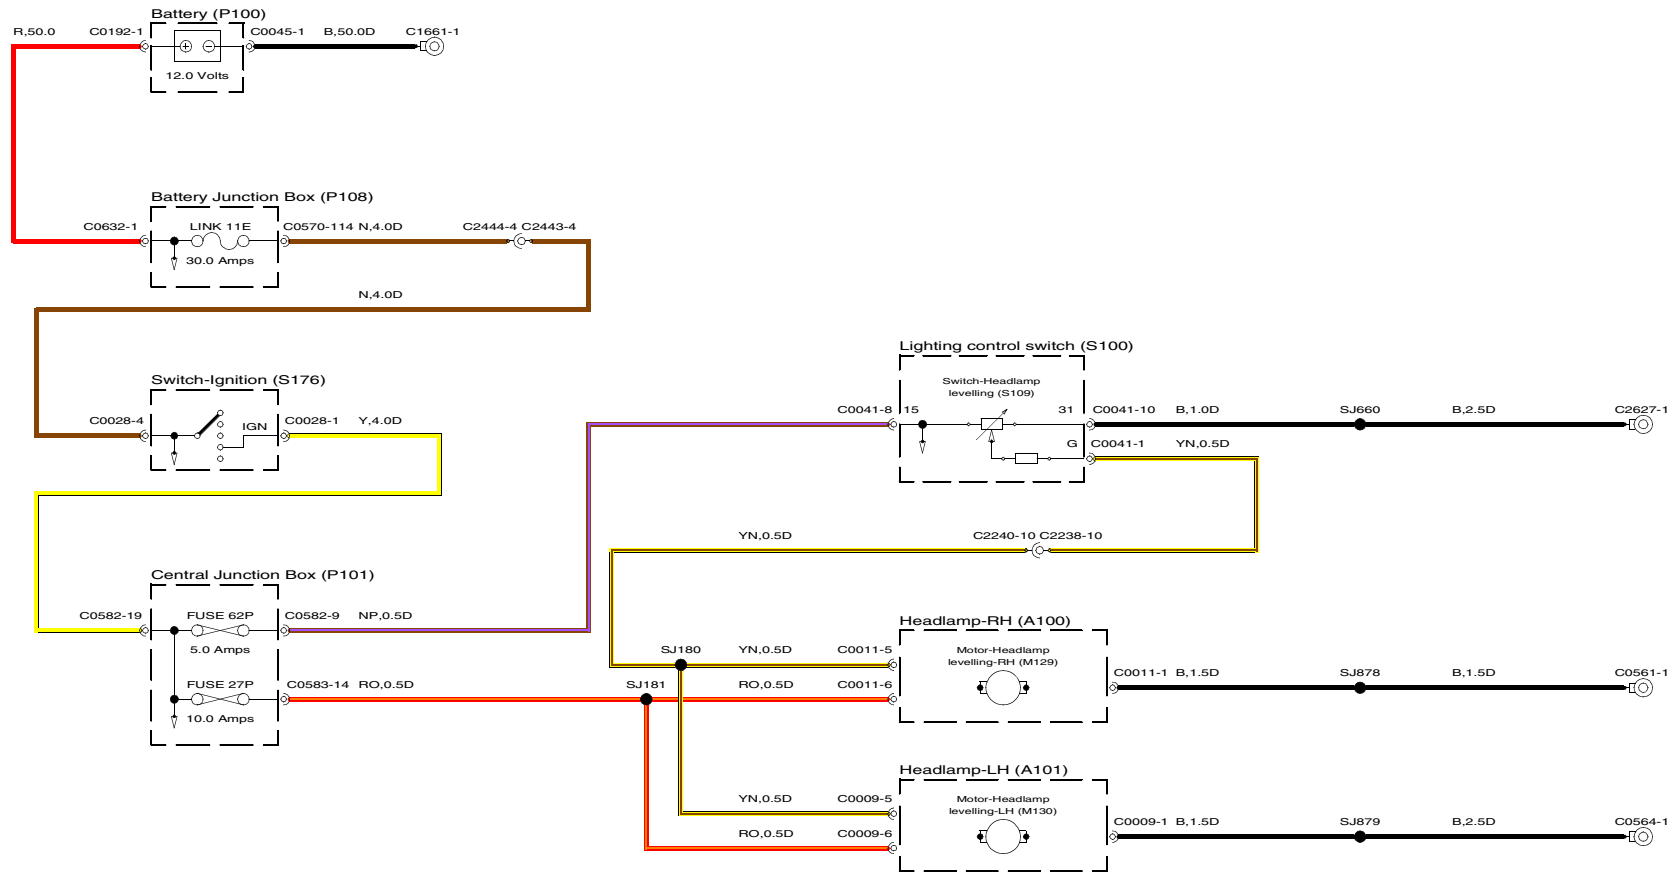 Battery (P100)
R,50.0 C0192-1 C0045-1 B,50.0D C1661-1
12.0 Volts
Battery Junction Box (P108)
C0632-1 LINK 11E C0570-114 N,4.0D C2444-4 C2443-4
30.0 Amps
N,4.0D
Switch-Ignition (S176)
C0028-4 IGN C0028-1 Y,4.0D
Lighting control switch (S100)
Switch-Headlamp
levelling (S109)
C0041-8 15 31 C0041-10 B,1.0D SJ660 B,2.5D C2627-1
G C0041-1 YN,0.5D
YN,0.5D C2240-10 C2238-10
Central Junction Box (P101)
C0582-19 FUSE 62P C0582-9 NP,0.5D
5.0 Amps
FUSE 27P C0583-14 RO,0.5D SJ181
10.0 Amps
Headlamp-RH (A100)
SJ180 YN,0.5D C0011-5
Motor-Headlamp
levelling-RH (M129)
RO,0.5D C0011-6
C0011-1 B,1.5D SJ878 B,1.5D C0561-1
Headlamp-LH (A101)
YN,0.5D C0009-5
Motor-Headlamp
levelling-LH (M130)
RO,0.5D C0009-6
C0009-1 B,1.5D SJ879 B,2.5D C0564-1